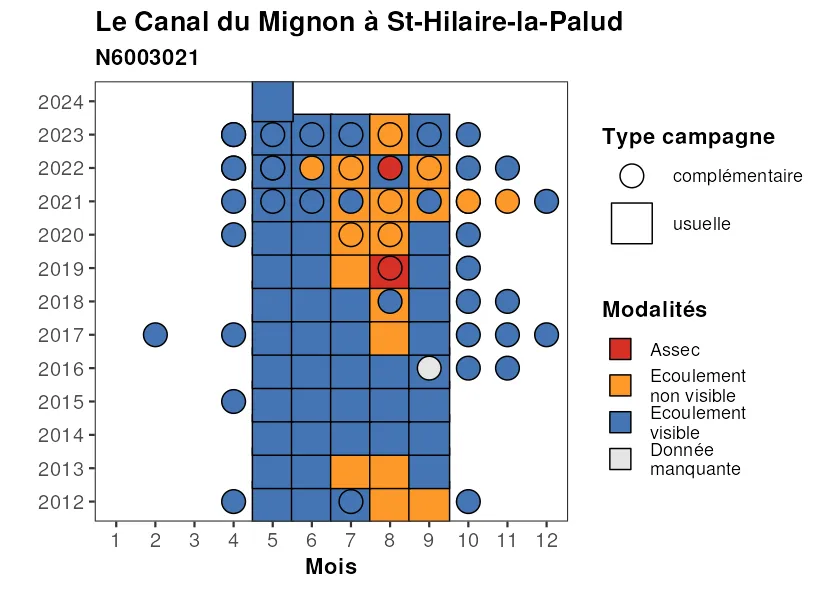 Le Canal du Mignon à St-Hilaire-la-Palud
N6003021
2024
2023
2022
2021
2020
2019
2018
2017
2016
2015
2014
2013
2012
1 2 3 4 5 6 7 8 9 10 11 12
Mois
Type campagne
complémentaire
usuelle
Modalités
Assec
Ecoulement
non visible
Ecoulement
visible
Donnée
manquante